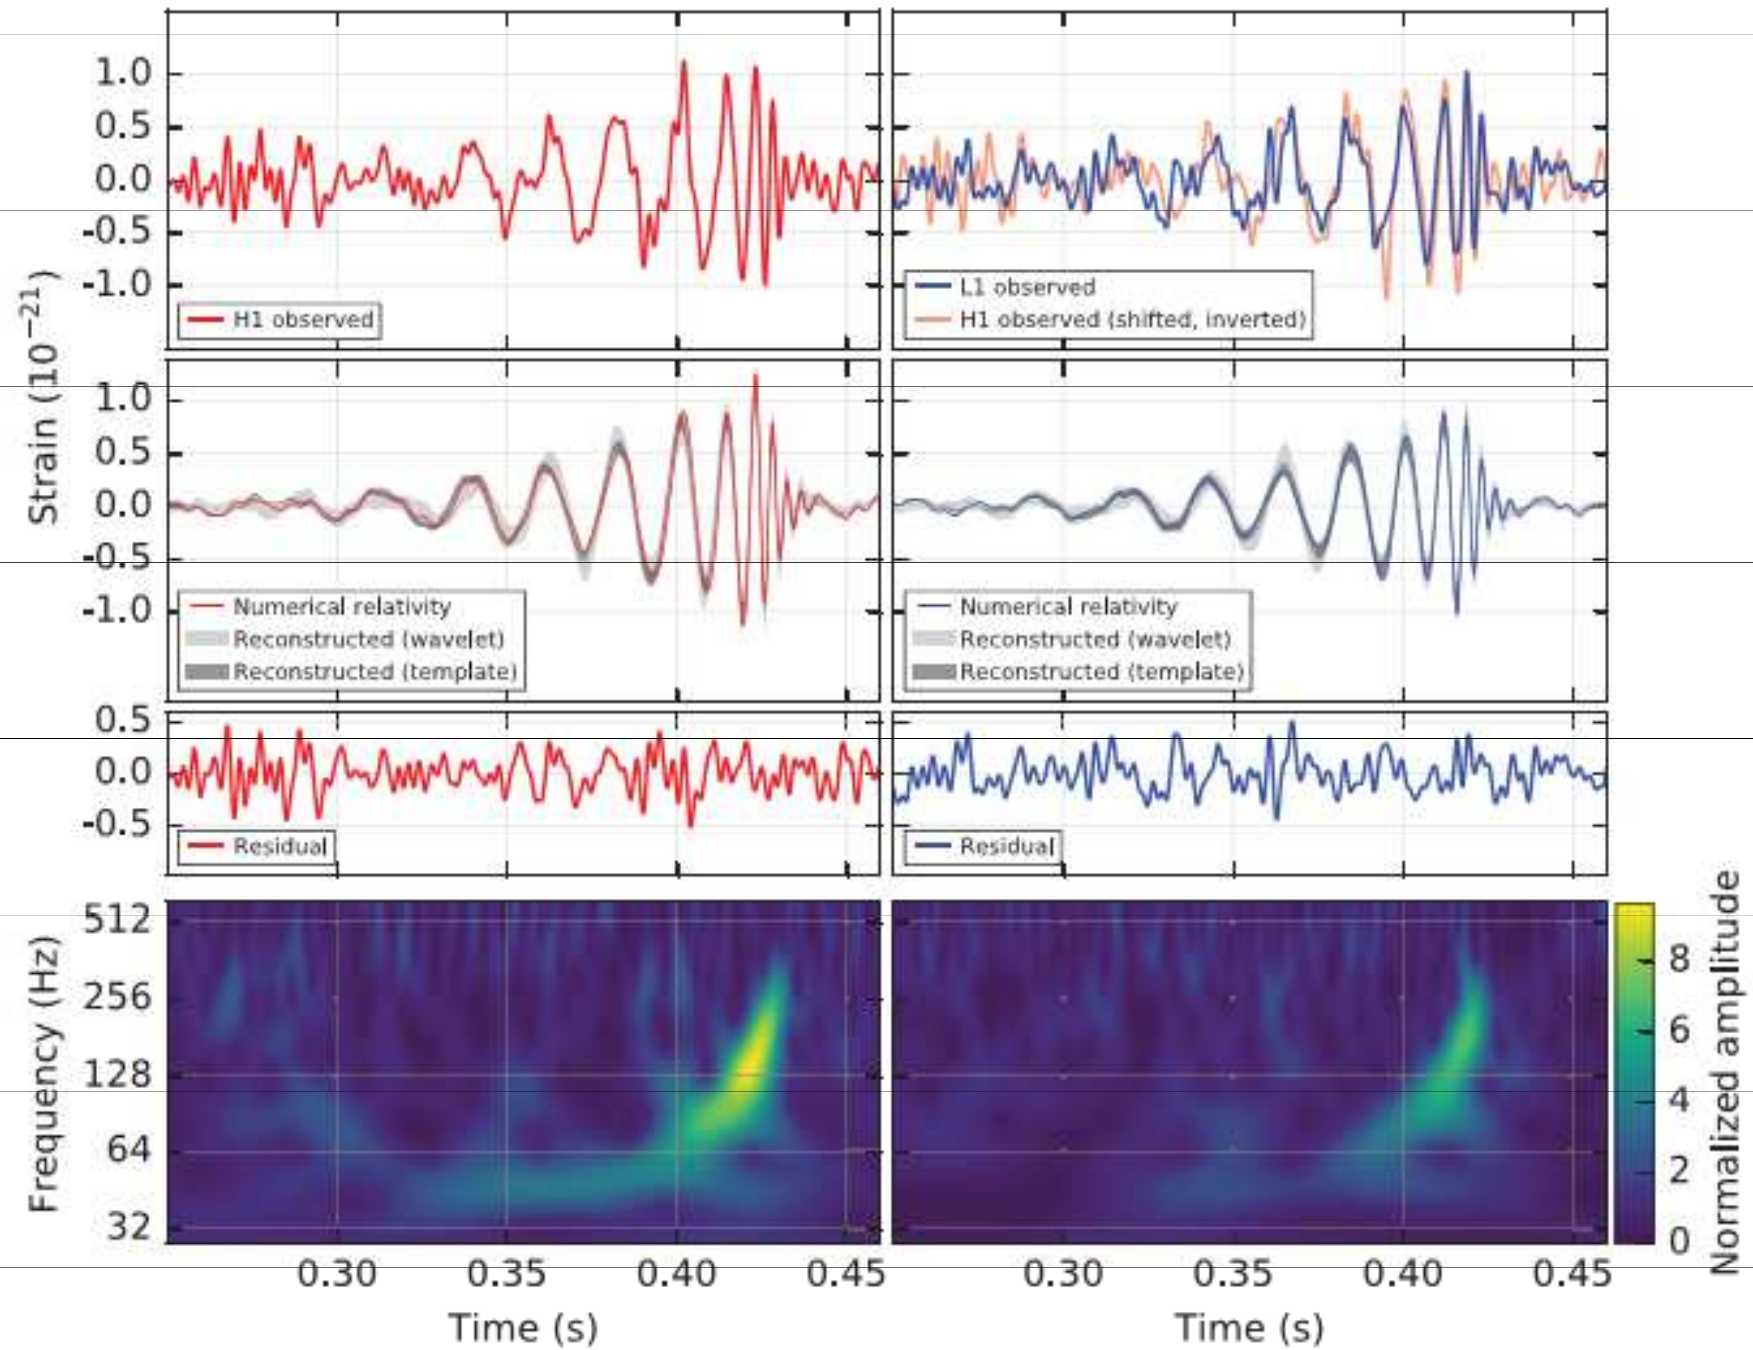 1.0
0.5
0.0
-0.5
-1.0
H1 observed
L1 observed
H1 observed (shifted, inverted)
Strain (10⁻²¹)
1.0
0.5
0.0
-0.5
-1.0
Numerical relativity
Reconstructed (wavelet)
Reconstructed (template)
Numerical relativity
Reconstructed (wavelet)
Reconstructed (template)
0.5
0.0
-0.5
Residual
Residual
Frequency (Hz)
512
256
128
64
32
Normalized amplitude
8
6
4
2
0
0.30 0.35 0.40 0.45
0.30 0.35 0.40 0.45
Time (s)
Time (s)